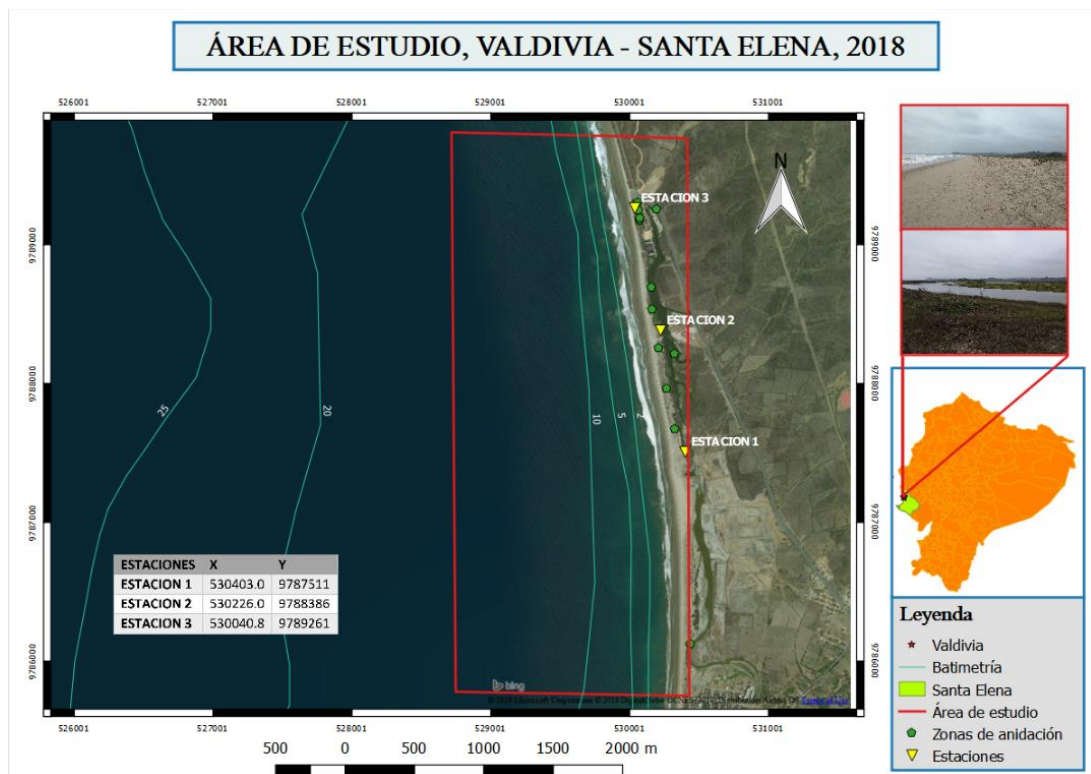 ÁREA DE ESTUDIO, VALDIVIA - SANTA ELENA, 2018
526001 527001 528001 529001 530001 531001
N
ESTACION 3
9789000 9789000
ESTACION 2
9788000 9788000
25 20 10 5 2
ESTACION 1
9787000 9787000
ESTACIONES X Y
ESTACION 1 530403.0 9787511
ESTACION 2 530226.0 9788386
ESTACION 3 530040.8 9789261
9786000 9786000
bing
526001 527001 528001 529001 530001 531001
500 0 500 1000 1500 2000 m
Leyenda
Valdivia
Batimetría
Santa Elena
Área de estudio
Zonas de anidación
Estaciones